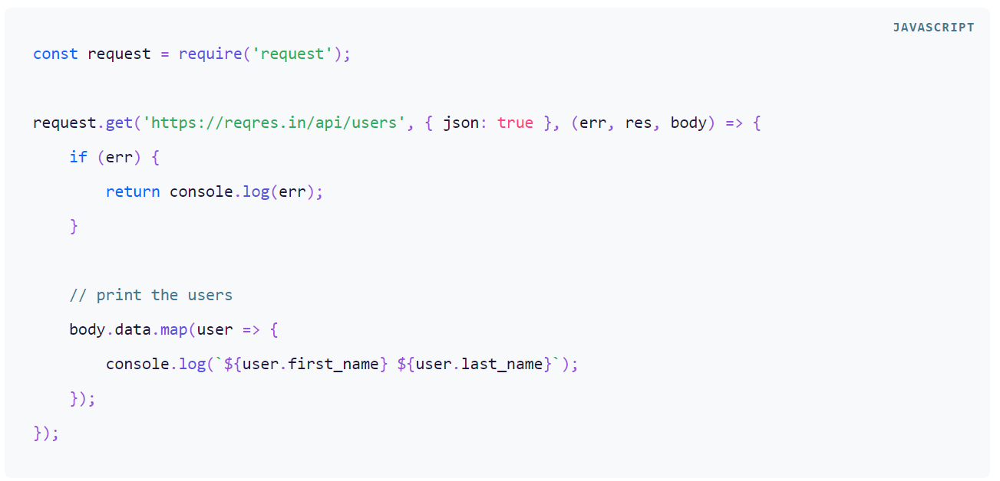 JAVASCRIPT
const request = require('request');
request.get('https://reqres.in/api/users', { json: true }, (err, res, body) => {
    if (err) {
        return console.log(err);
    }
    // print the users
    body.data.map(user => {
        console.log(`${user.first_name} ${user.last_name}`);
    });
});